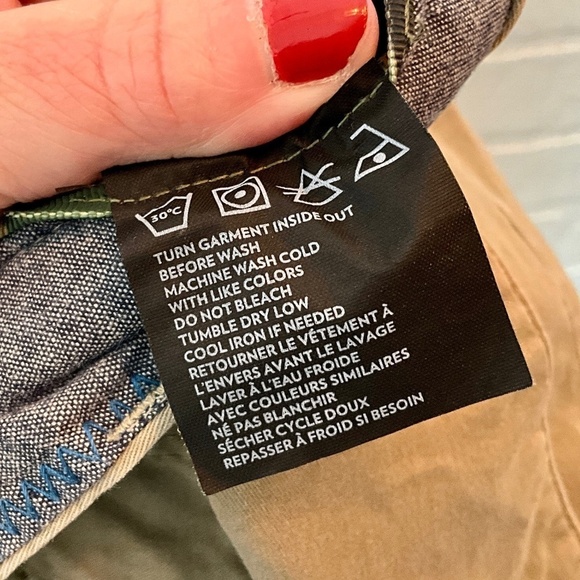 30°C
TURN GARMENT INSIDE OUT
BEFORE WASH
MACHINE WASH COLD
WITH LIKE COLORS
DO NOT BLEACH
TUMBLE DRY LOW
COOL IRON IF NEEDED
RETOURNER LE VÉTEMENT À
L'ENVERS AVANT LE LAVAGE
LAVER À L'EAU FROIDE
AVEC COULEURS SIMILAIRES
NÉ PAS BLANCHIR
SÉCHER CYCLE DOUX
REPASSER À FROID SI BESOIN